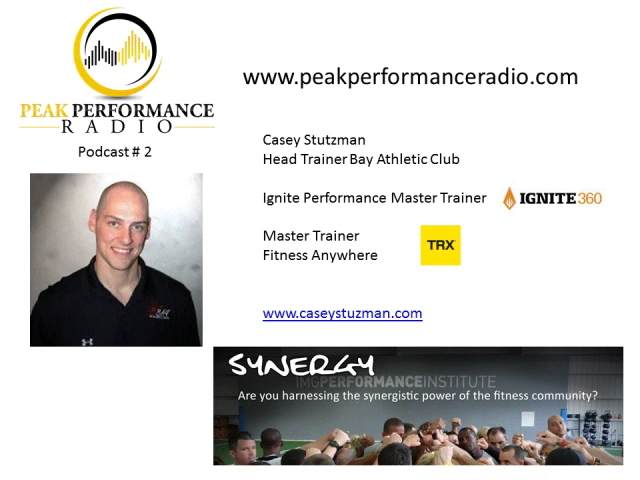 www.peakperformanceradio.com
PEAK PERFORMANCE
RADIO
Podcast # 2
Casey Stutzman
Head Trainer Bay Athletic Club
Ignite Performance Master Trainer
IGNITE360
Master Trainer
Fitness Anywhere
TRX
www.caseystuzman.com
SYNERGY
IMGPERFORMANCEINSTITUTE
Are you harnessing the synergistic power of the fitness community?